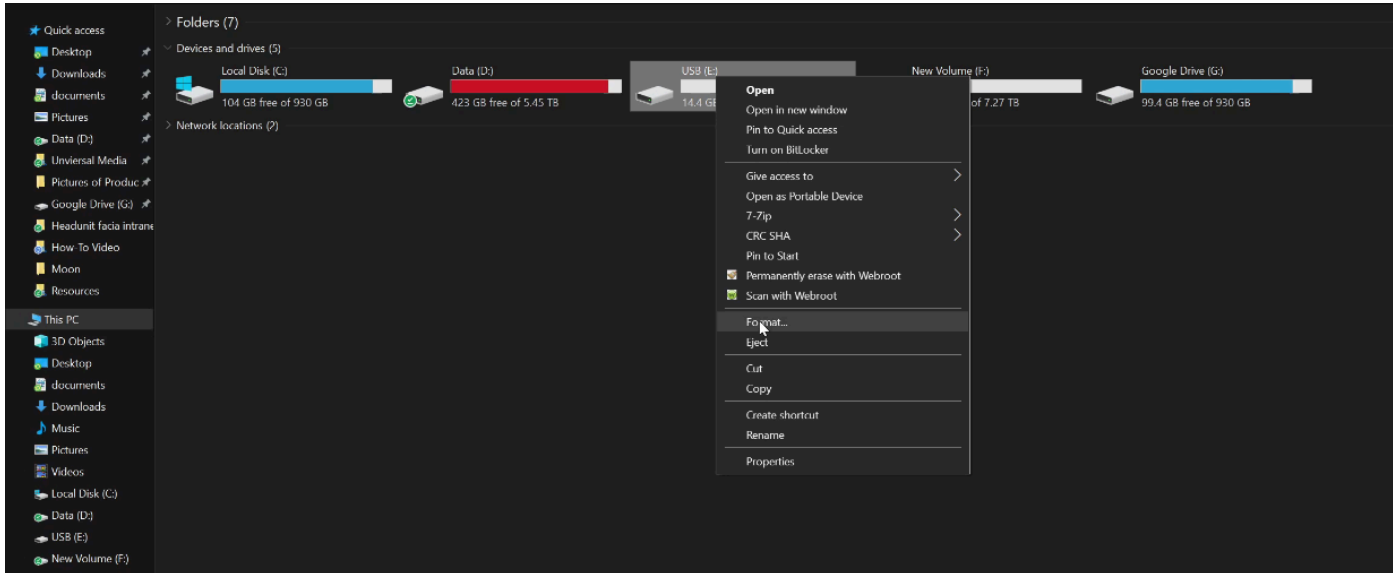 Quick access
Desktop
Downloads
documents
Pictures
Data (D:)
Unviersal Media
Pictures of Produc
Google Drive (G:)
Headunit facia intrane
How-To Video
Moon
Resources
This PC
3D Objects
Desktop
documents
Downloads
Music
Pictures
Videos
Local Disk (C:)
Data (D:)
USB (E:)
New Volume (F:)
Folders (7)
Devices and drives (5)
Local Disk (C:)
104 GB free of 930 GB
Data (D:)
423 GB free of 5.45 TB
USB (E:)
14.4 GB
New Volume (F:)
of 7.27 TB
Google Drive (G:)
99.4 GB free of 930 GB
Network locations (2)
Open
Open in new window
Pin to Quick access
Turn on BitLocker
Give access to
Open as Portable Device
7-Zip
CRC SHA
Pin to Start
Permanently erase with Webroot
Scan with Webroot
Format...
Eject
Cut
Copy
Create shortcut
Rename
Properties